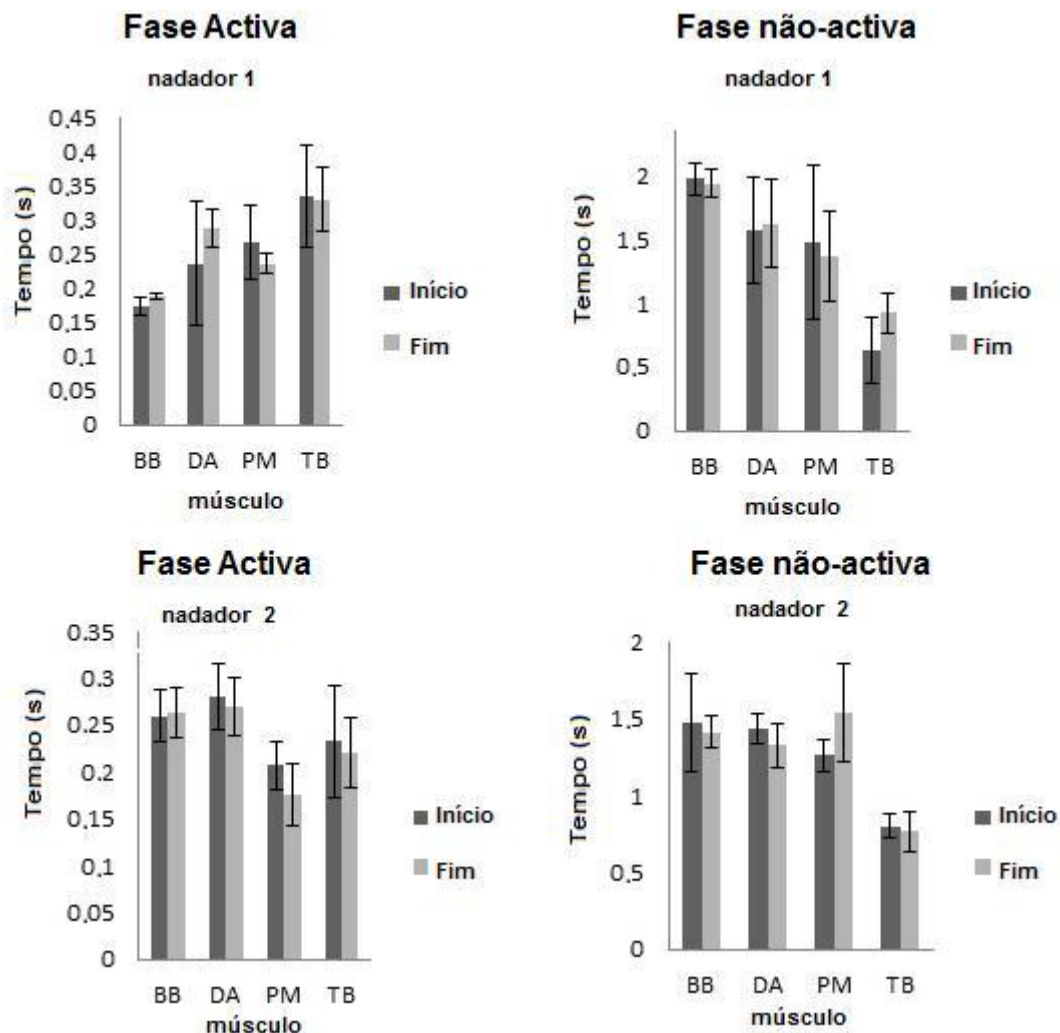 Fase Activa
nadador 1
0,45
0,4
0,35
0,3
0,25
0,2
0,15
0,1
0,05
0
Tempo (s)
BB DA PM TB
músculo
Início
Fim
Fase não-activa
nadador 1
2
1,5
1
0,5
0
Tempo (s)
BB DA PM TB
músculo
Início
Fim
Fase Activa
nadador 2
0,35
0,3
0,25
0,2
0,15
0,1
0,05
0
Tempo (s)
BB DA PM TB
músculo
Início
Fim
Fase não-activa
nadador 2
2
1,5
1
0,5
0
Tempo (s)
BB DA PM TB
músculo
Início
Fim